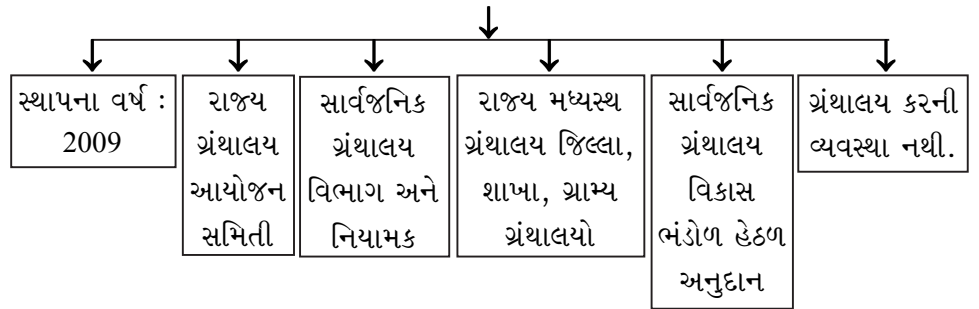 સ્થાપના વર્ષ :
2009
રાજ્ય
ગ્રંથાલય
આયોજન
સમિતી
સાર્વજનિક
ગ્રંથાલય
વિભાગ અને
નિયામક
રાજ્ય મધ્યસ્થ
ગ્રંથાલય જિલ્લા,
શાખા, ગ્રામ્ય
ગ્રંથાલયો
સાર્વજનિક
ગ્રંથાલય
વિકાસ
ભંડોળ હેઠળ
અનુદાન
ગ્રંથાલય કરની
વ્યવસ્થા નથી.